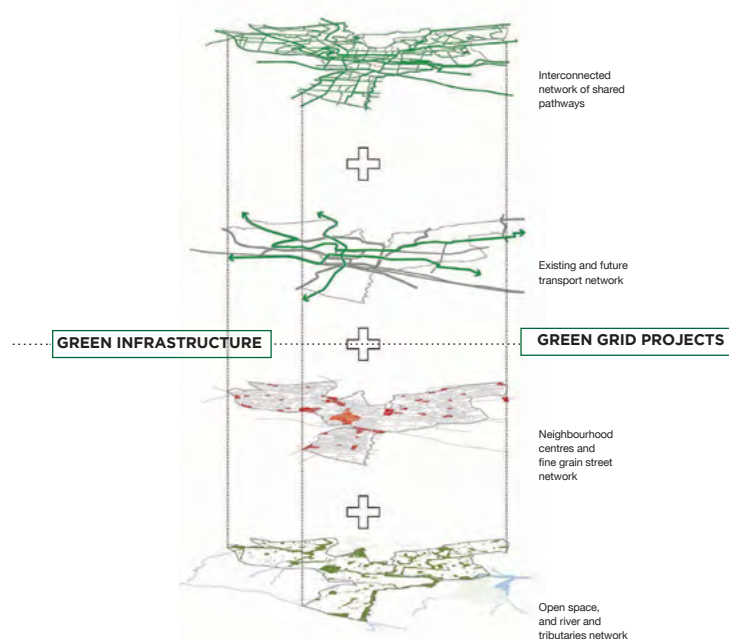 Interconnected
network of shared
pathways
Existing and future
transport network
GREEN INFRASTRUCTURE
GREEN GRID PROJECTS
Neighbourhood
centres and
fine grain street
network
Open space,
and river and
tributaries network